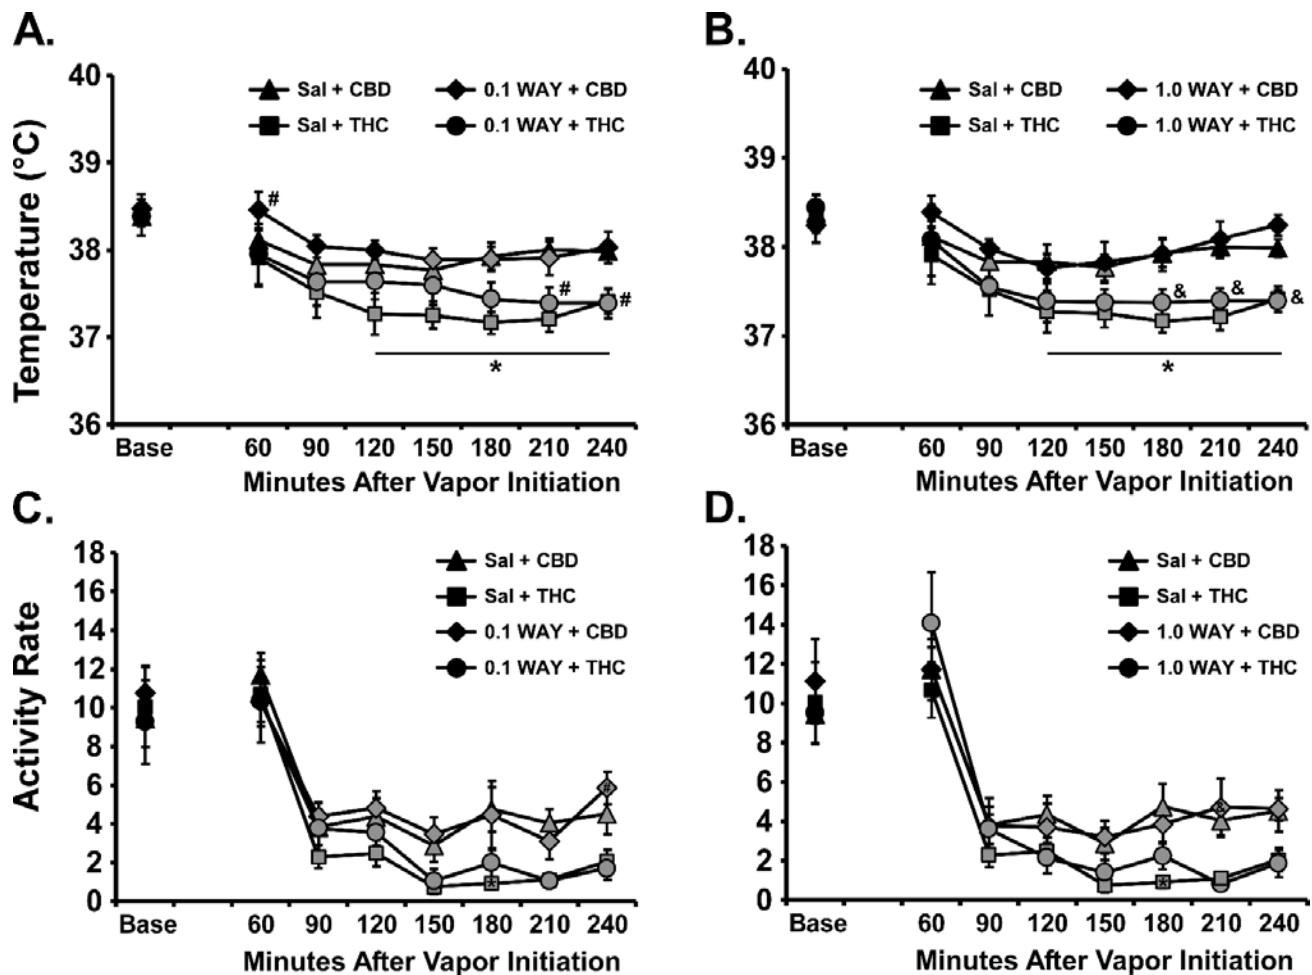 A.
B.
Temperature (°C)
40
39
38
37
36
Sal + CBD
0.1 WAY + CBD
Sal + THC
0.1 WAY + THC
#
#
#
*
Base 60 90 120 150 180 210 240
Minutes After Vapor Initiation
40
39
38
37
36
Sal + CBD
1.0 WAY + CBD
Sal + THC
1.0 WAY + THC
&
&
&
*
Base 60 90 120 150 180 210 240
Minutes After Vapor Initiation
C.
D.
Activity Rate
18
16
14
12
10
8
6
4
2
0
Sal + CBD
Sal + THC
0.1 WAY + CBD
0.1 WAY + THC
#
*
Base 60 90 120 150 180 210 240
Minutes After Vapor Initiation
18
16
14
12
10
8
6
4
2
0
Sal + CBD
Sal + THC
1.0 WAY + CBD
1.0 WAY + THC
&
*
Base 60 90 120 150 180 210 240
Minutes After Vapor Initiation